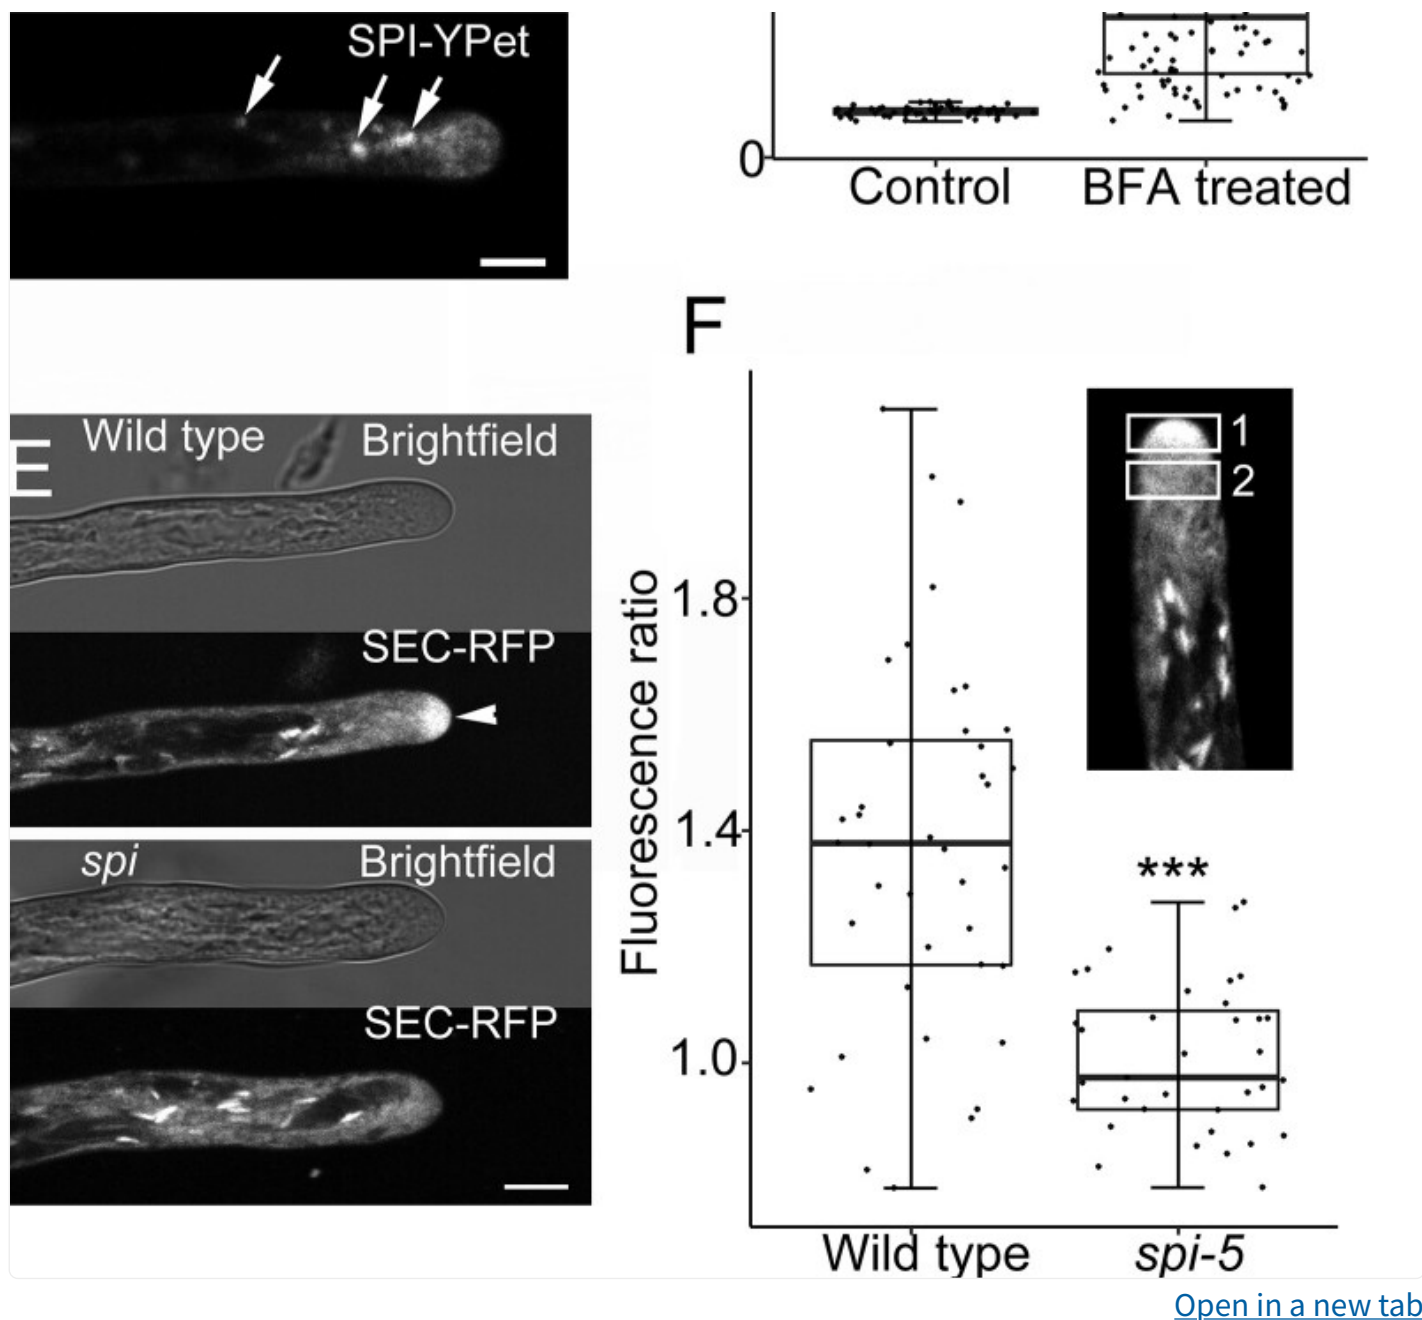 SPI-YPet
0
Control
BFA treated
F
E
Wild type
Brightfield
SEC-RFP
spi
Brightfield
SEC-RFP
Fluorescence ratio
1.8
1.4
1.0
1
2
***
Wild type
spi-5
Open in a new tab